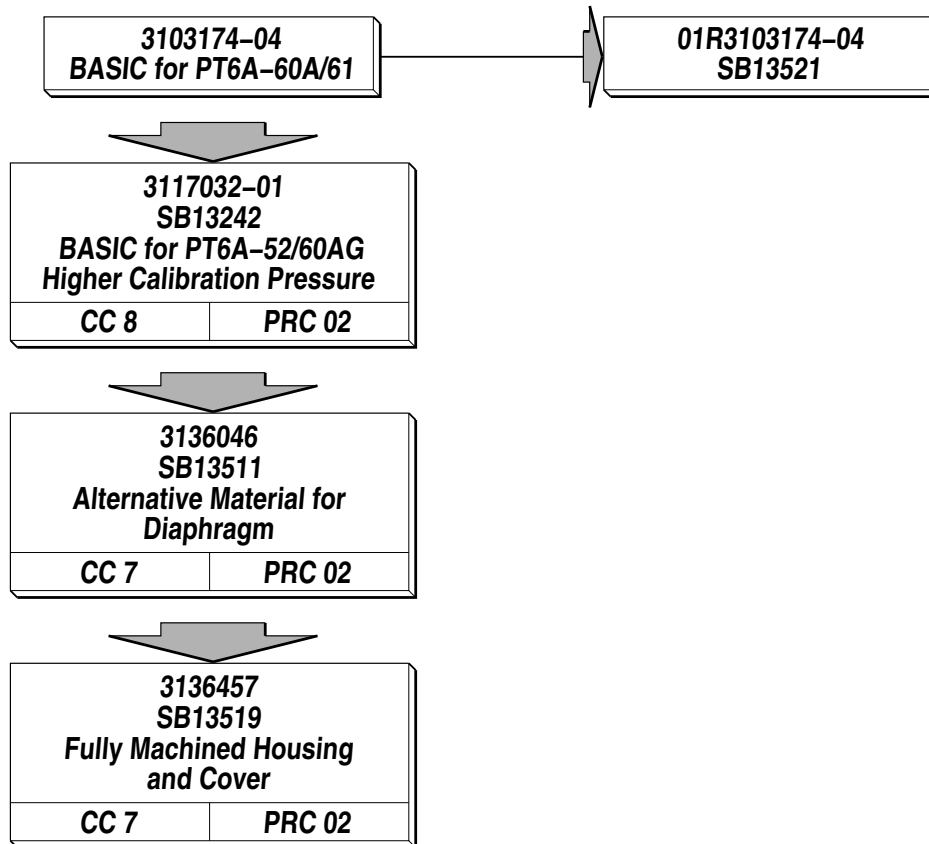 3103174–04
BASIC for PT6A–60A/61
01R3103174–04
SB13521
3117032–01
SB13242
BASIC for PT6A–52/60AG
Higher Calibration Pressure
CC 8
PRC 02
3136046
SB13511
Alternative Material for
Diaphragm
CC 7
PRC 02
3136457
SB13519
Fully Machined Housing
and Cover
CC 7
PRC 02